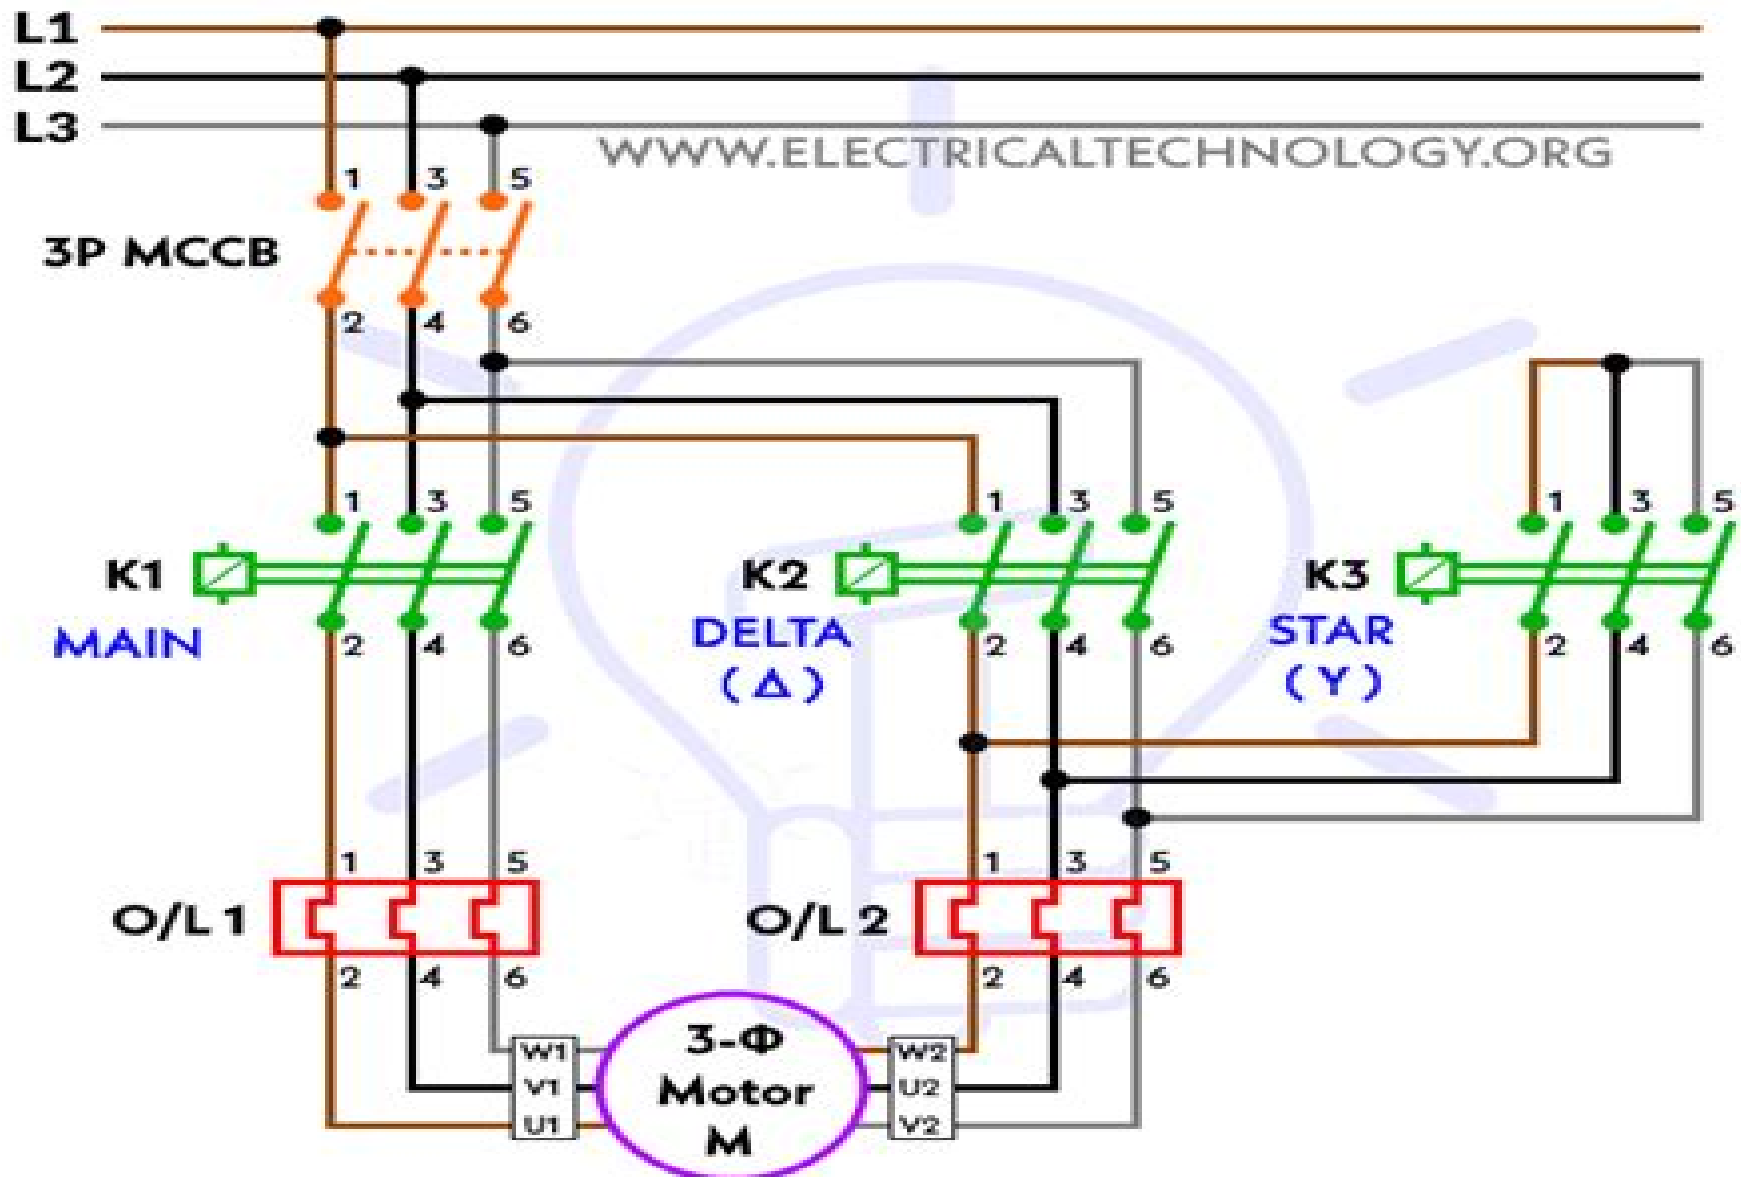 L1
L2
L3
WWW.ELECTRICALTECHNOLOGY.ORG
1 3 5
3P MCCB
2 4 6
1 3 5 1 3 5 1 3 5
K1 K2 K3
MAIN DELTA STAR
(Δ) (Y)
2 4 6 2 4 6 2 4 6
1 3 5 1 3 5
O/L 1 O/L 2
2 4 6 2 4 6
3-Φ
W1 W2
Motor
V1 U2
M
U1 V2